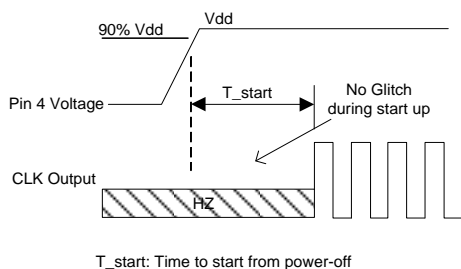 Vdd
90% Vdd
T_start
No Glitch
during start up
Pin 4 Voltage
CLK Output
HZ
T_start: Time to start from power-off